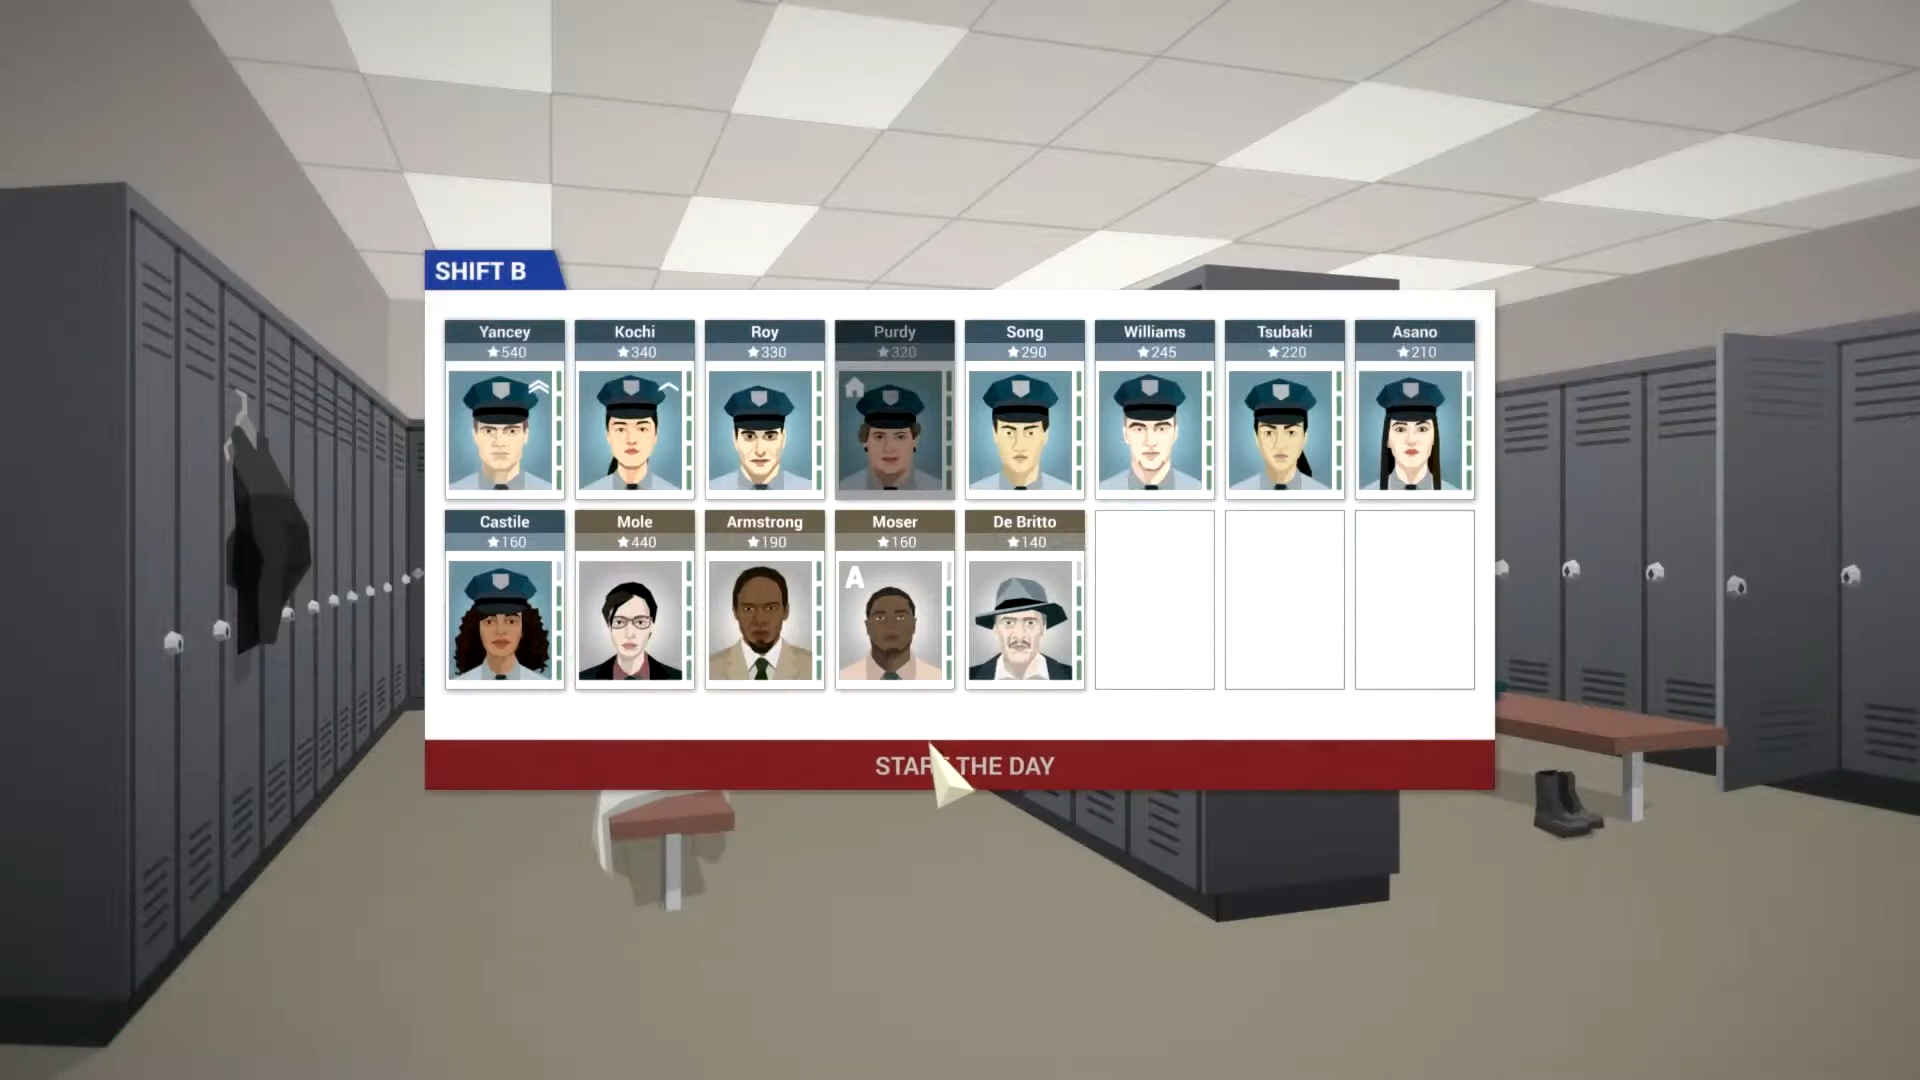 SHIFT B
Yancey
★540
Kochi
★340
Roy
★330
Purdy
★320
Song
★290
Williams
★245
Tsubaki
★220
Asano
★210
Castile
★160
Mole
★440
Armstrong
★190
Moser
★160
A
De Britto
★140
START THE DAY